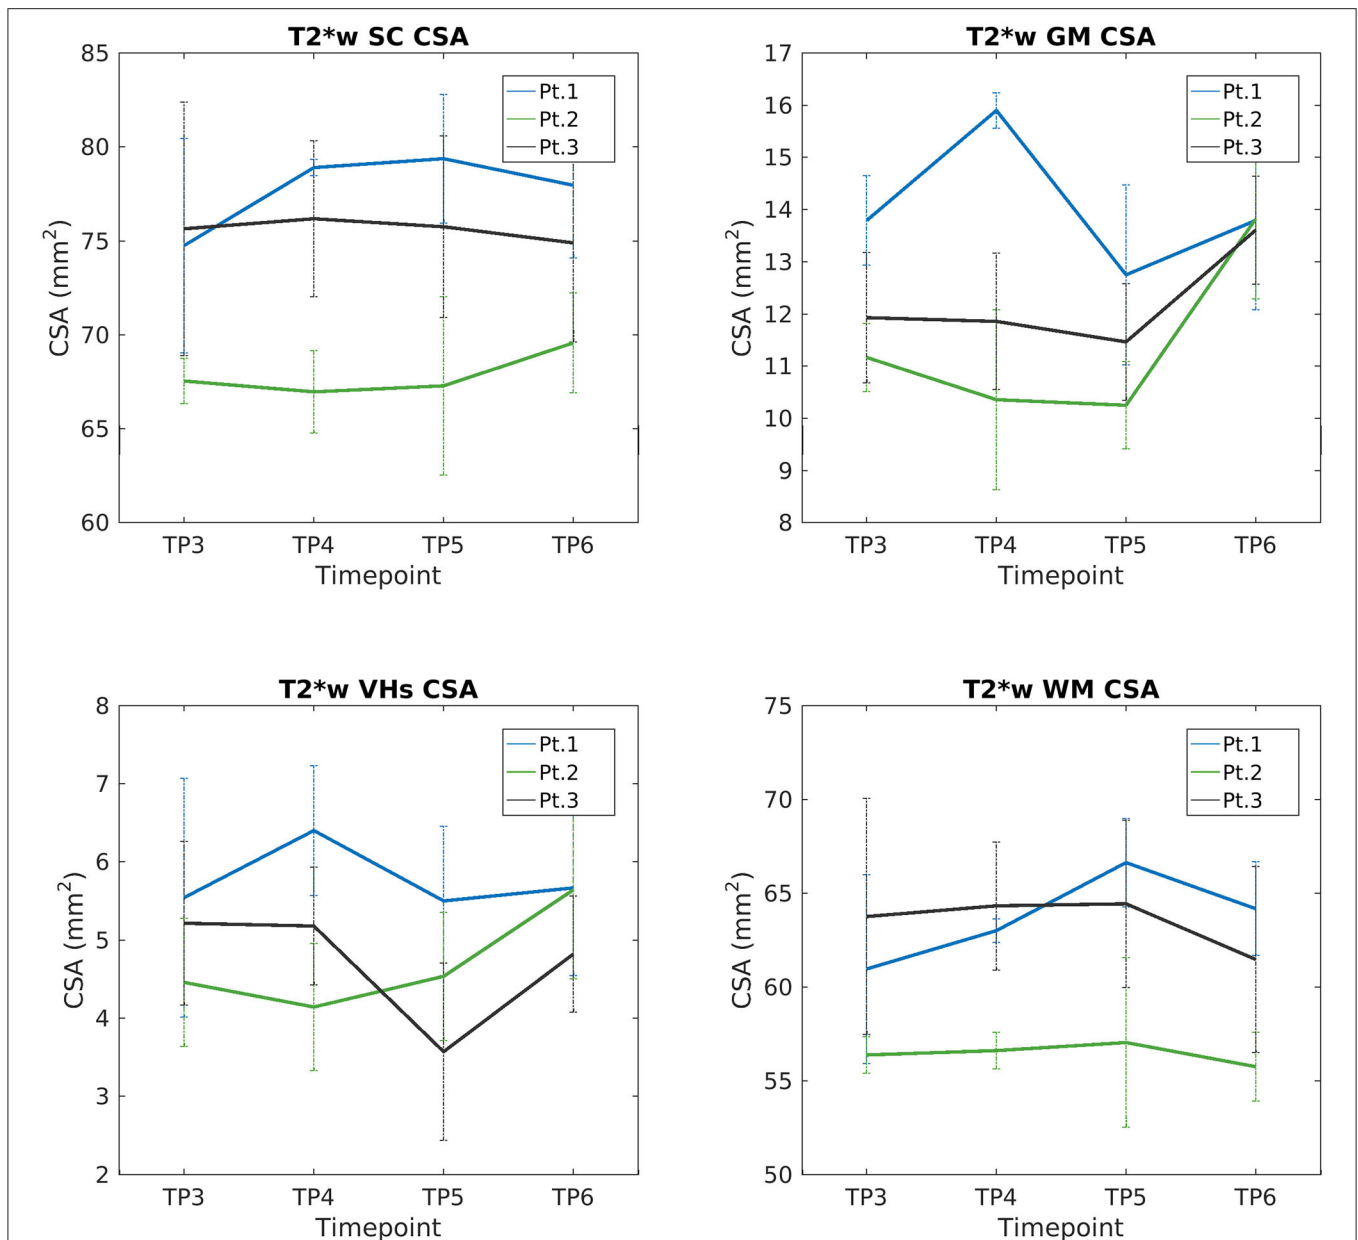 T2*w SC CSA
85
80
75
70
65
60
CSA (mm²)
Pt.1
Pt.2
Pt.3
TP3 TP4 TP5 TP6
Timepoint
T2*w GM CSA
17
16
15
14
13
12
11
10
9
8
CSA (mm²)
Pt.1
Pt.2
Pt.3
TP3 TP4 TP5 TP6
Timepoint
T2*w VHs CSA
8
7
6
5
4
3
2
CSA (mm²)
Pt.1
Pt.2
Pt.3
TP3 TP4 TP5 TP6
Timepoint
T2*w WM CSA
75
70
65
60
55
50
CSA (mm²)
Pt.1
Pt.2
Pt.3
TP3 TP4 TP5 TP6
Timepoint